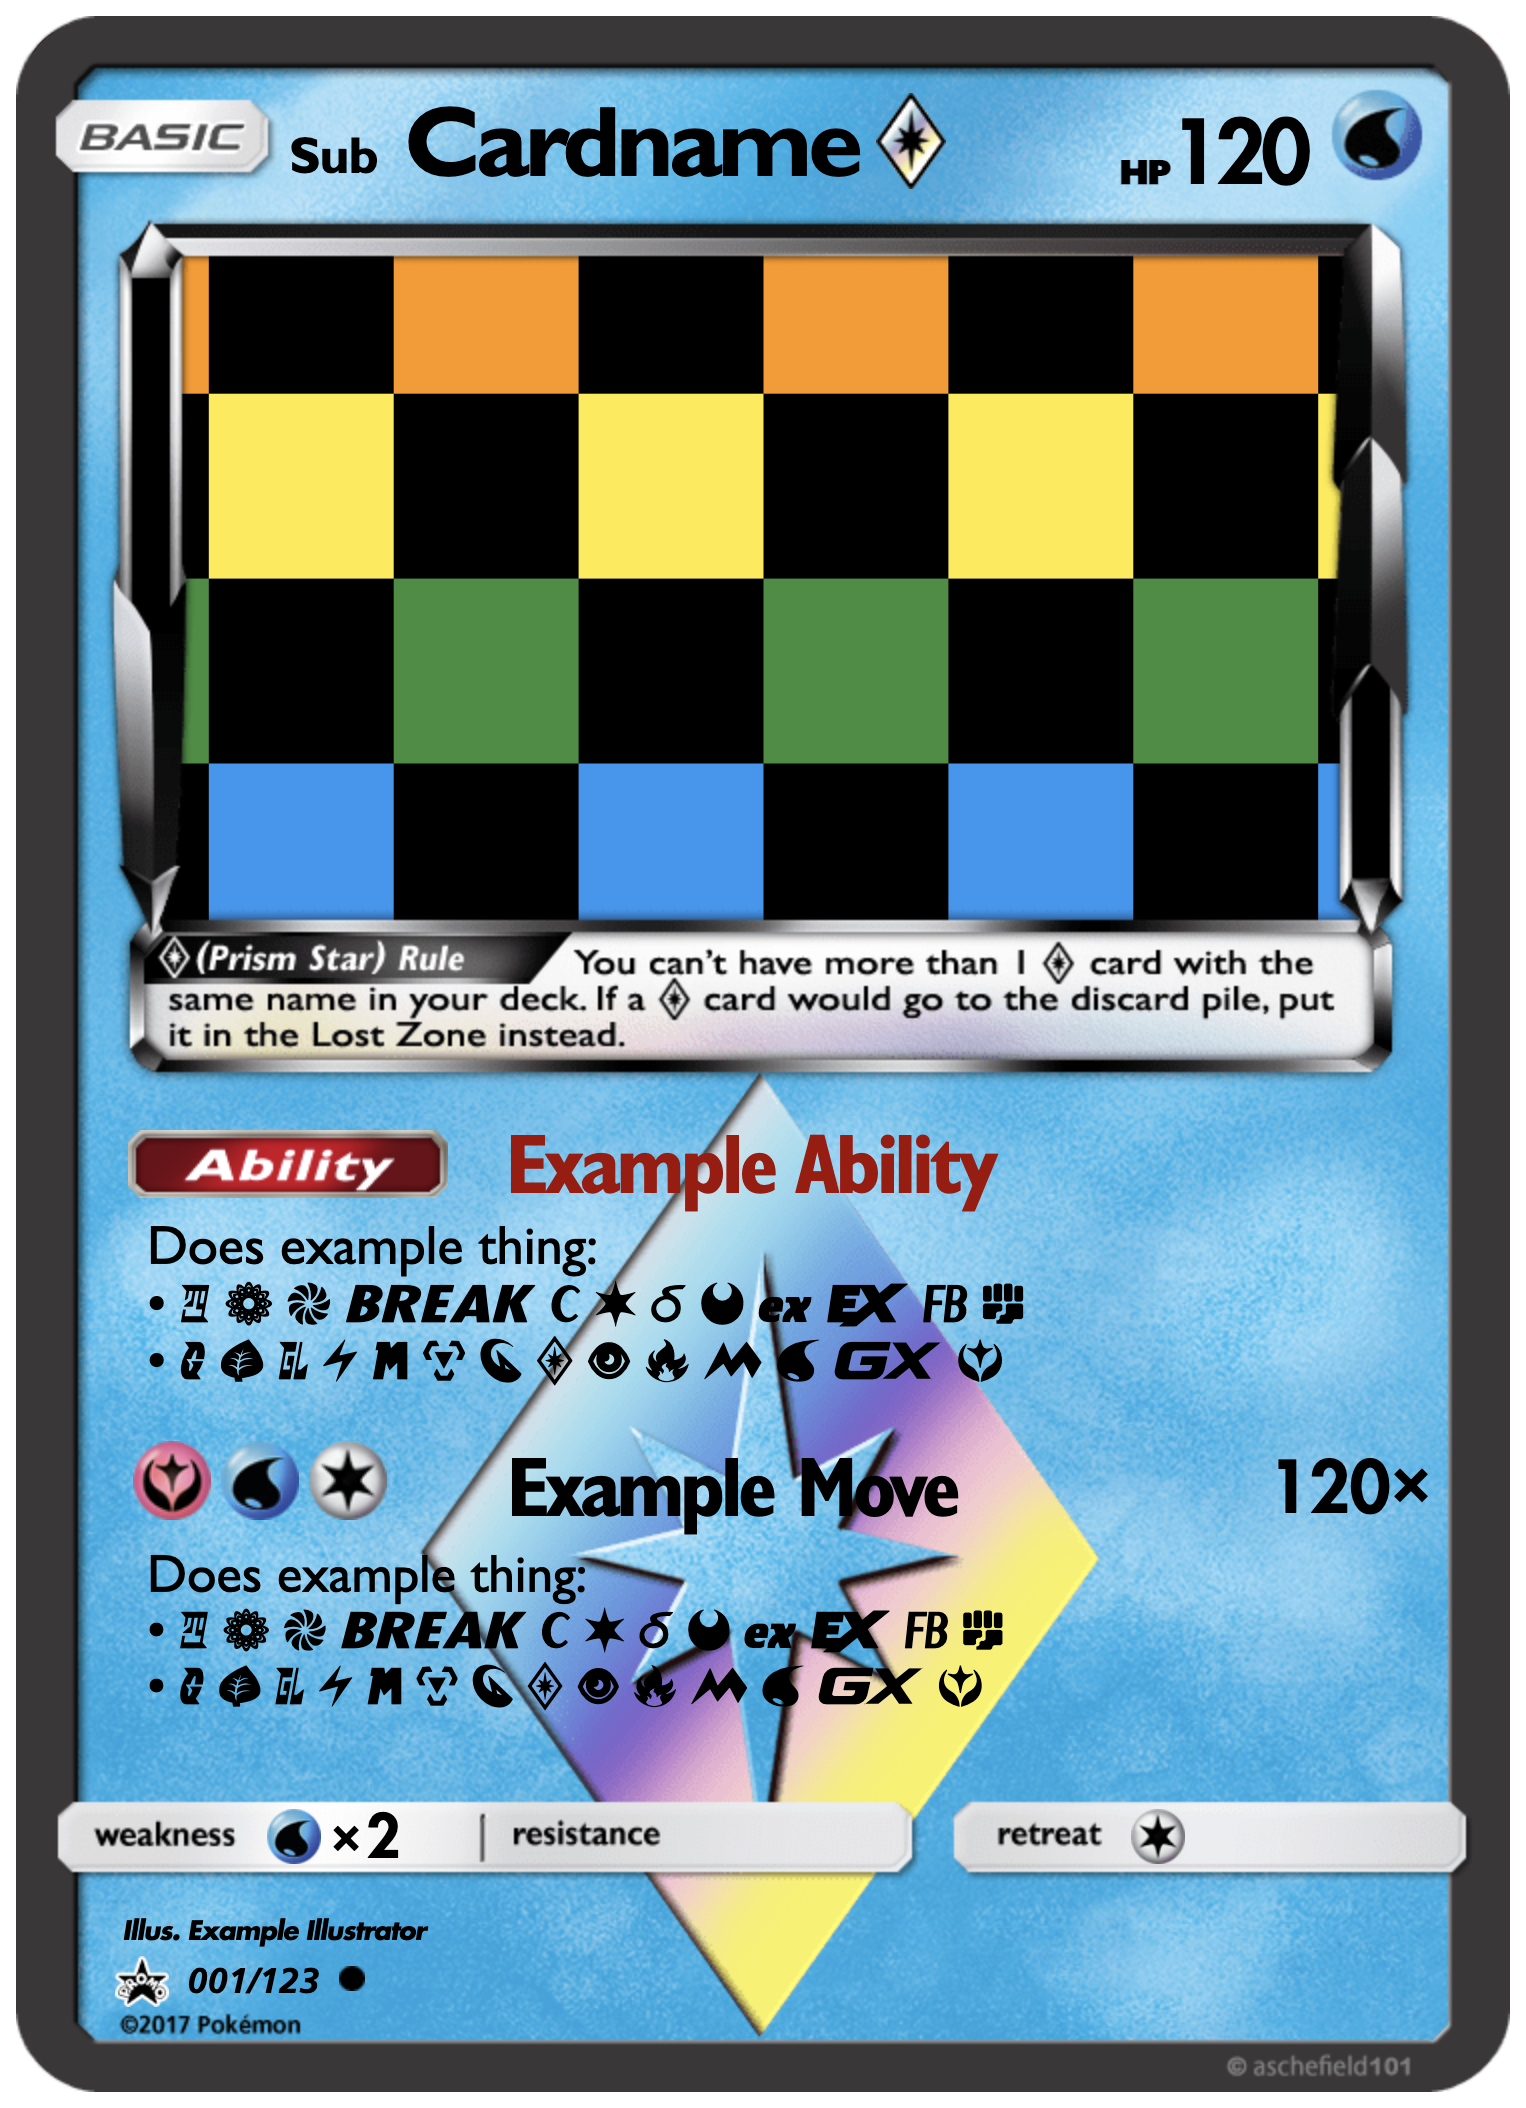 BASIC Sub Cardname HP 120
(Prism Star) Rule You can't have more than 1 card with the
same name in your deck. If a card would go to the discard pile, put
it in the Lost Zone instead.
Ability Example Ability
Does example thing:
• BREAK C δ ex EX FB
• G GL M GX
Example Move 120×
Does example thing:
• BREAK C δ ex EX FB
• G GL M GX
weakness ×2 | resistance retreat
Illus. Example Illustrator
PROMO 001/123 ●
©2017 Pokémon
© aschefield101